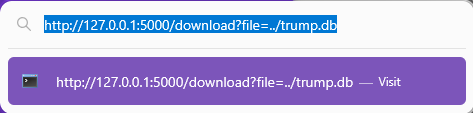 http://127.0.0.1:5000/download?file=../trump.db
http://127.0.0.1:5000/download?file=../trump.db — Visit